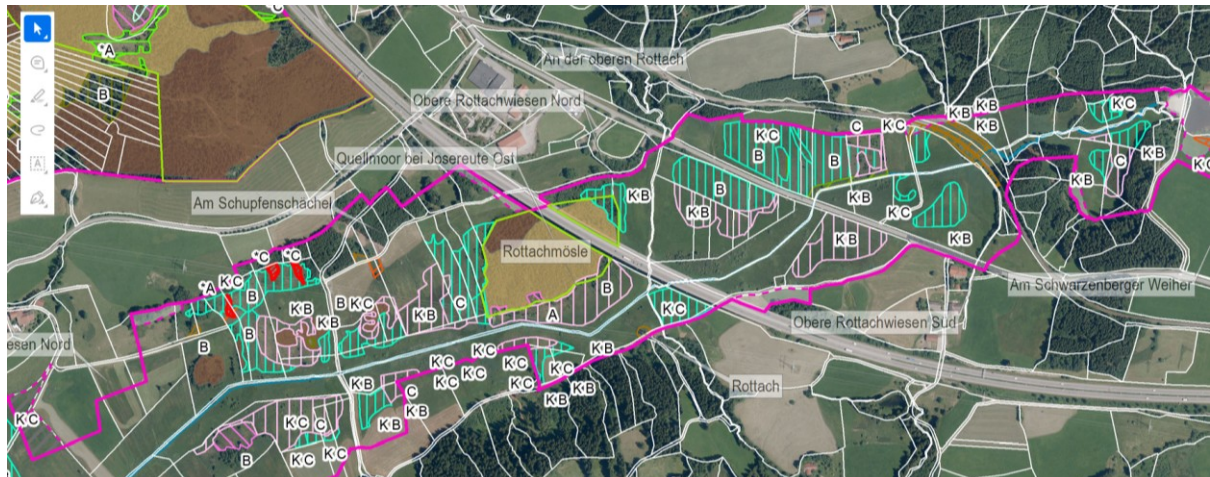 *A
C
B
An der oberen Rottach
Obere Rottachwiesen Nord
Quellmoor bei Josereute Ost
Am Schupfenschachel
K C
B
B
C
K C
K B
K B
K B
K C
K B
K B
K B
K C
K B
K C
C
K B
K C
K B
Rottachmösle
*C
*C
*A
K C
B
K B
B
K C
K B
B
K B
C
A
B
K C
Am Schwarzenberger Weiher
Obere Rottachwiesen Süd
esen Nord
B
K C
K B
K C
K C
K C
K C
K C
K B
C
K B
K C
K C
K C
K C
K B
K B
K B
Rottach
K B
K C
C
B
K C
K C